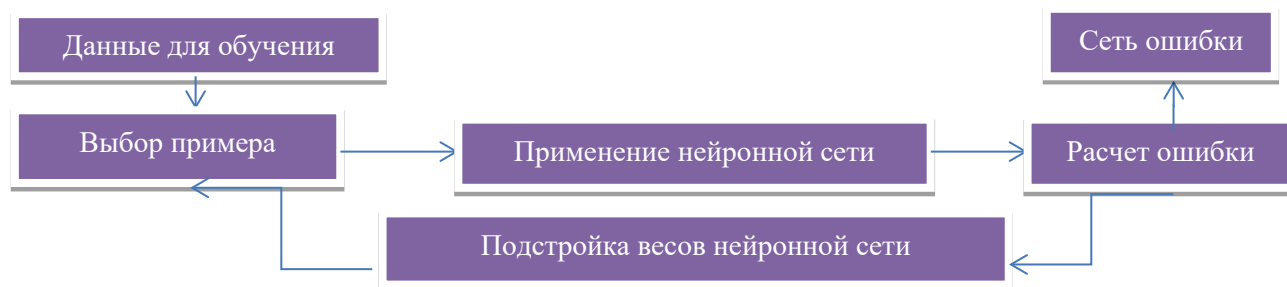 Данные для обучения
Сеть ошибки
Выбор примера
Применение нейронной сети
Расчет ошибки
Подстройка весов нейронной сети